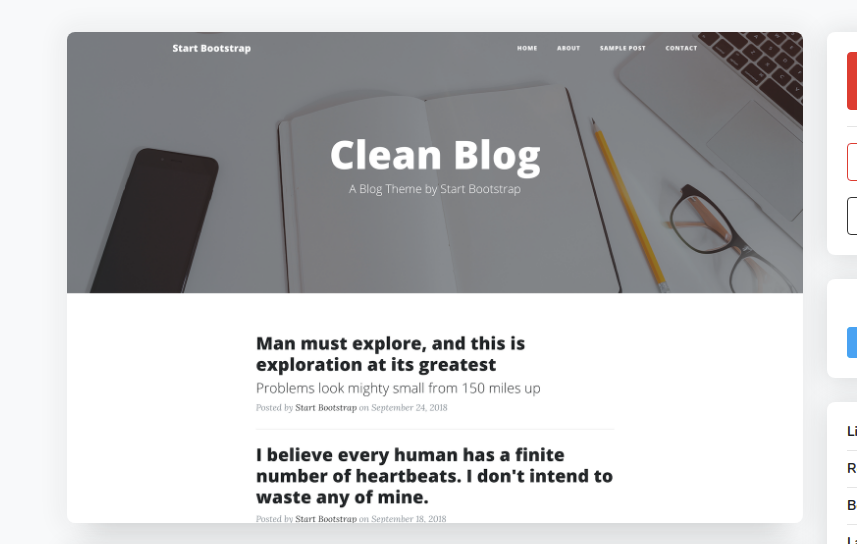 Start Bootstrap
HOME ABOUT SAMPLE POST CONTACT
Clean Blog
A Blog Theme by Start Bootstrap
Man must explore, and this is
exploration at its greatest
Problems look mighty small from 150 miles up
Posted by Start Bootstrap on September 24, 2018
I believe every human has a finite
number of heartbeats. I don't intend to
waste any of mine.
Posted by Start Bootstrap on September 18, 2018